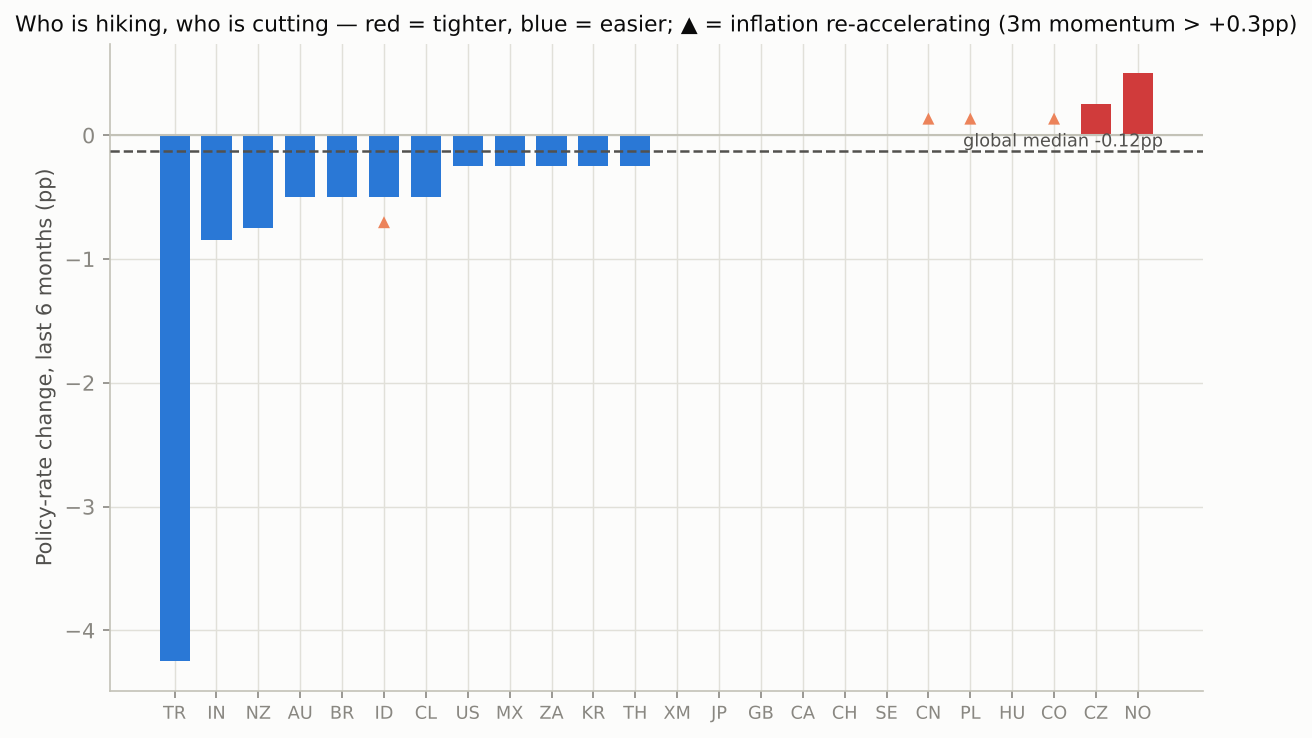 Who is hiking, who is cutting — red = tighter, blue = easier; ▲ = inflation re-accelerating (3m momentum > +0.3pp)
Policy-rate change, last 6 months (pp)
0
−1
−2
−3
−4
global median -0.12pp
TR IN NZ AU BR ID CL US MX ZA KR TH XM JP GB CA CH SE CN PL HU CO CZ NO